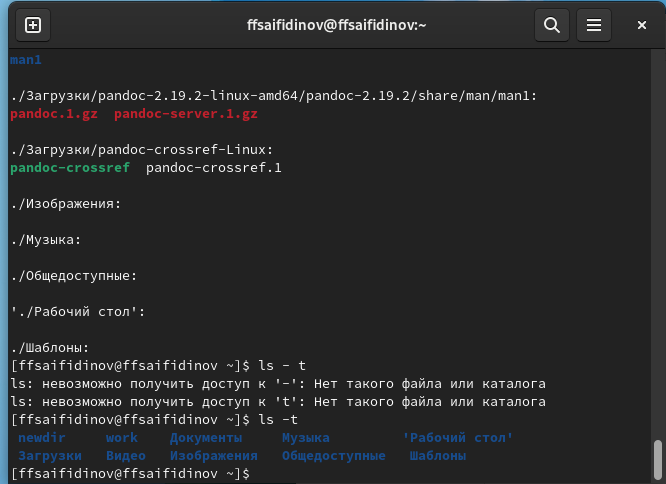 ffsaifidinov@ffsaifidinov:~
man1
./Загрузки/pandoc-2.19.2-linux-amd64/pandoc-2.19.2/share/man/man1:
pandoc.1.gz  pandoc-server.1.gz
./Загрузки/pandoc-crossref-Linux:
pandoc-crossref  pandoc-crossref.1
./Изображения:
./Музыка:
./Общедоступные:
'./Рабочий стол':
./Шаблоны:
[ffsaifidinov@ffsaifidinov ~]$ ls - t
ls: невозможно получить доступ к '-': Нет такого файла или каталога
ls: невозможно получить доступ к 't': Нет такого файла или каталога
[ffsaifidinov@ffsaifidinov ~]$ ls -t
newdir     work    Документы     Музыка         'Рабочий стол'
Загрузки   Видео   Изображения   Общедоступные   Шаблоны
[ffsaifidinov@ffsaifidinov ~]$